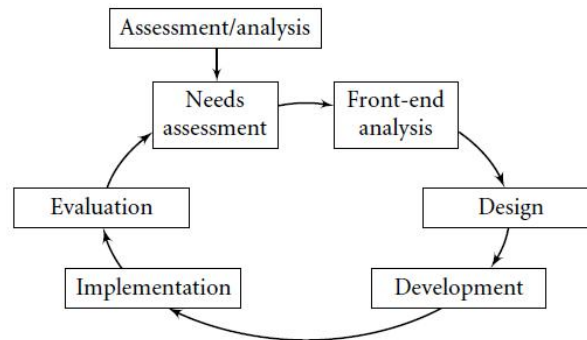 Assessment/analysis
Needs
assessment
Front-end
analysis
Evaluation
Design
Implementation
Development